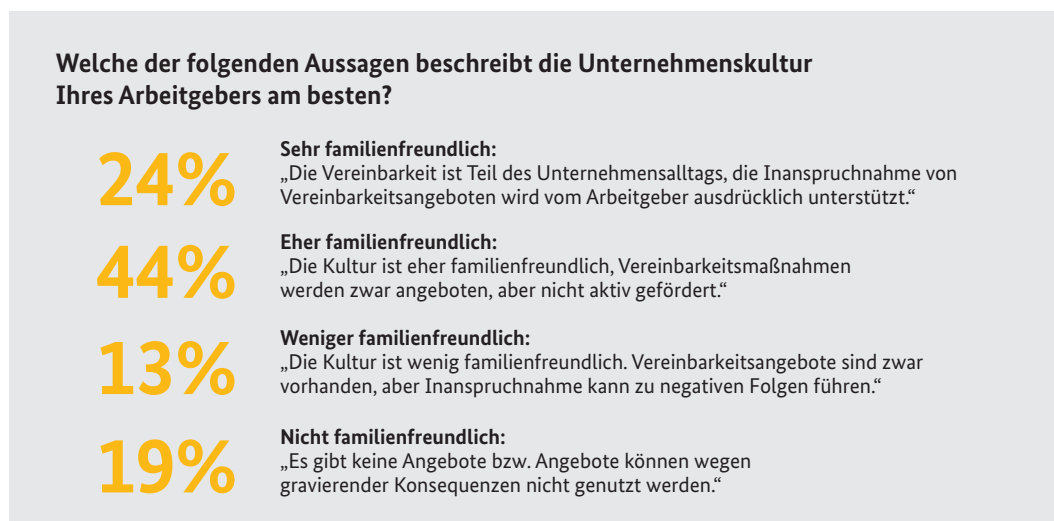 Welche der folgenden Aussagen beschreibt die Unternehmenskultur
Ihres Arbeitgebers am besten?
24%
Sehr familienfreundlich:
„Die Vereinbarkeit ist Teil des Unternehmensalltags, die Inanspruchnahme von
Vereinbarkeitsangeboten wird vom Arbeitgeber ausdrücklich unterstützt.“
44%
Eher familienfreundlich:
„Die Kultur ist eher familienfreundlich, Vereinbarkeitsmaßnahmen
werden zwar angeboten, aber nicht aktiv gefördert.“
13%
Weniger familienfreundlich:
„Die Kultur ist wenig familienfreundlich. Vereinbarkeitsangebote sind zwar
vorhanden, aber Inanspruchnahme kann zu negativen Folgen führen.“
19%
Nicht familienfreundlich:
„Es gibt keine Angebote bzw. Angebote können wegen
gravierender Konsequenzen nicht genutzt werden.“